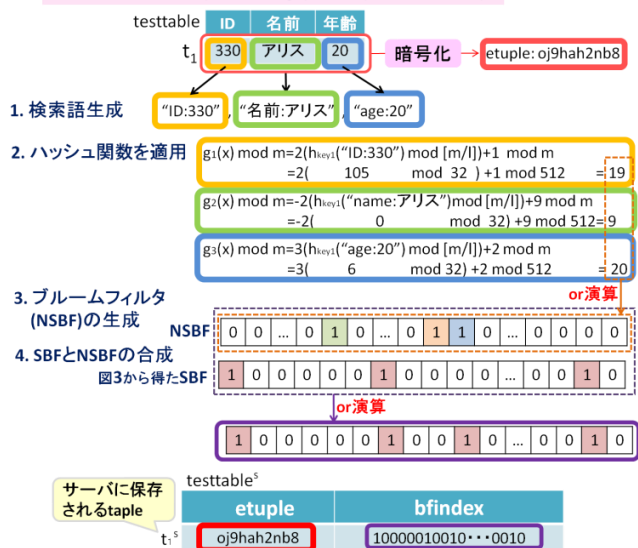 testtable ID 名前 年齢
t1 330 アリス 20 暗号化 etuple: oj9hah2nb8
1. 検索語生成 “ID:330” , “名前:アリス” , “age:20”
2. ハッシュ関数を適用
g1(x) mod m=2(hkey1(“ID:330”) mod [m/l])+1 mod m
=2( 105 mod 32 ) +1 mod 512 = 19
g2(x) mod m=-2(hkey1(“name:アリス”)mod [m/l])+9 mod m
=-2( 0 mod 32) +9 mod 512= 9
g3(x) mod m=3(hkey1(“age:20”) mod [m/l])+2 mod m
=3( 6 mod 32) +2 mod 512 = 20
or演算
3. ブルームフィルタ
(NSBF)の生成
NSBF 0 0 ... 0 1 0 ... 0 1 1 0 ... 0 0 0 0
4. SBFとNSBFの合成
図3から得たSBF 1 0 0 0 0 0 1 0 0 0 0 ... 0 0 1 0
or演算
1 0 0 0 0 0 1 0 0 1 0 ... 0 0 1 0
testtables
サーバに保存
されるtaple
etuple bfindex
t1s oj9hah2nb8 10000010010・・・0010